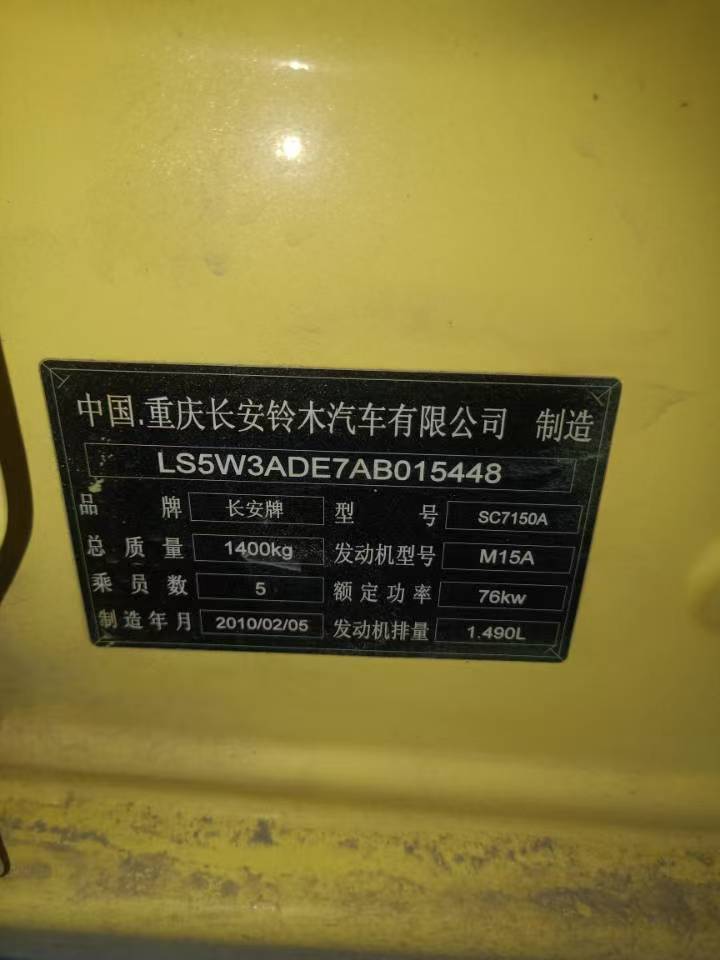 中国.重庆长安铃木汽车有限公司 制造
LS5W3ADE7AB015448
品牌 长安牌 型号 SC7150A
总质量 1400kg 发动机型号 M15A
乘员数 5 额定功率 76kw
制造年月 2010/02/05 发动机排量 1.490L